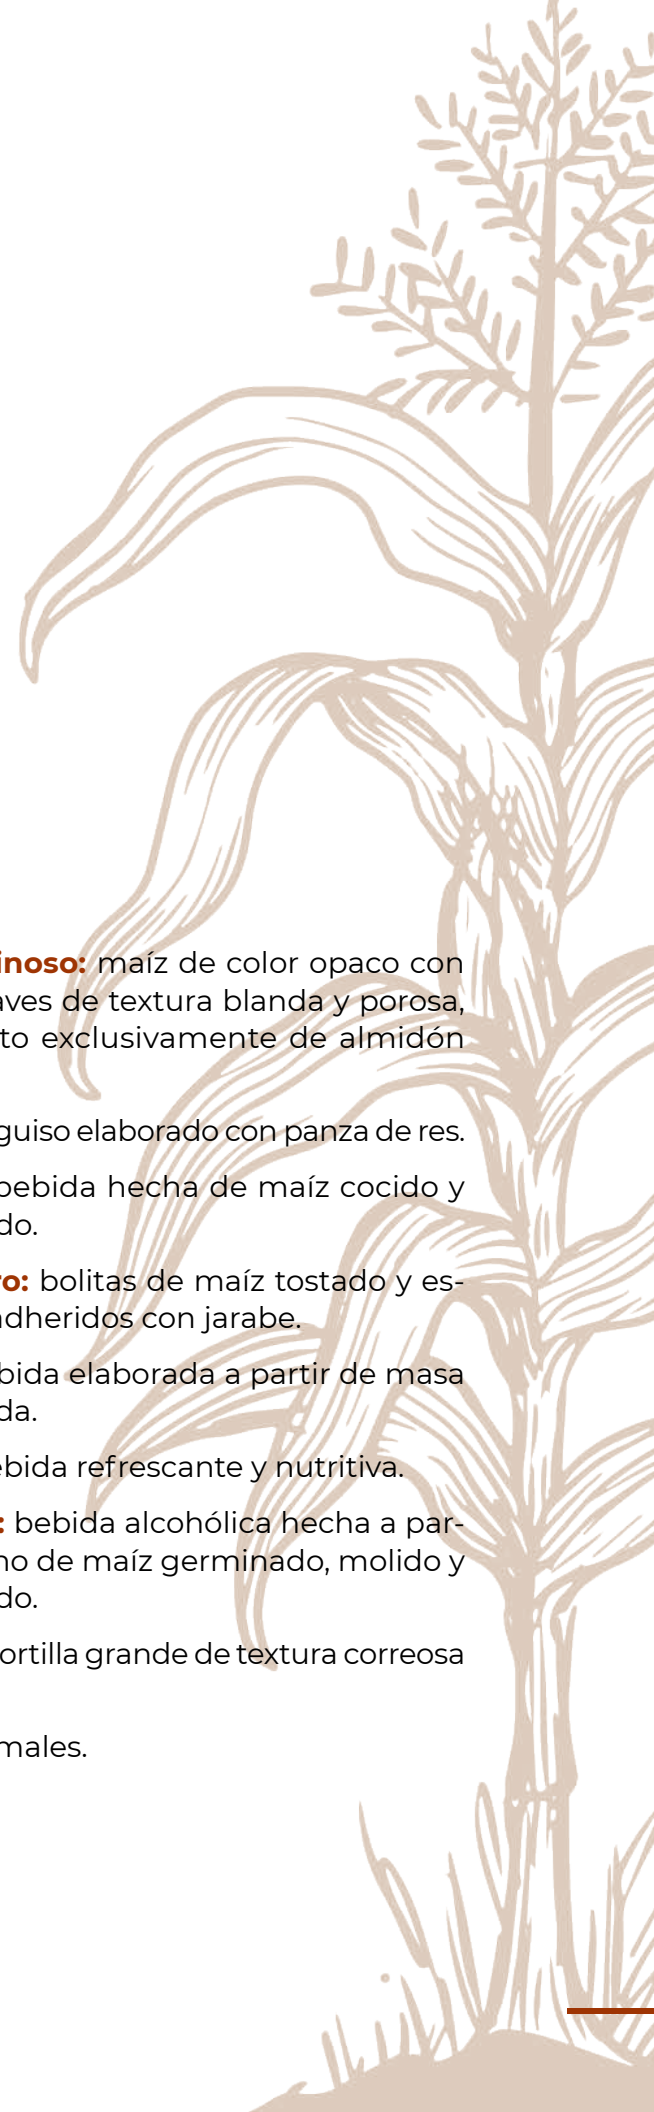 inoso: maíz de color opaco con
aves de textura blanda y porosa,
to exclusivamente de almidón
guiso elaborado con panza de res.
bebida hecha de maíz cocido y
do.
ro: bolitas de maíz tostado y es-
adheridos con jarabe.
bida elaborada a partir de masa
da.
ebida refrescante y nutritiva.
: bebida alcohólica hecha a par-
no de maíz germinado, molido y
do.
ortilla grande de textura correosa
males.